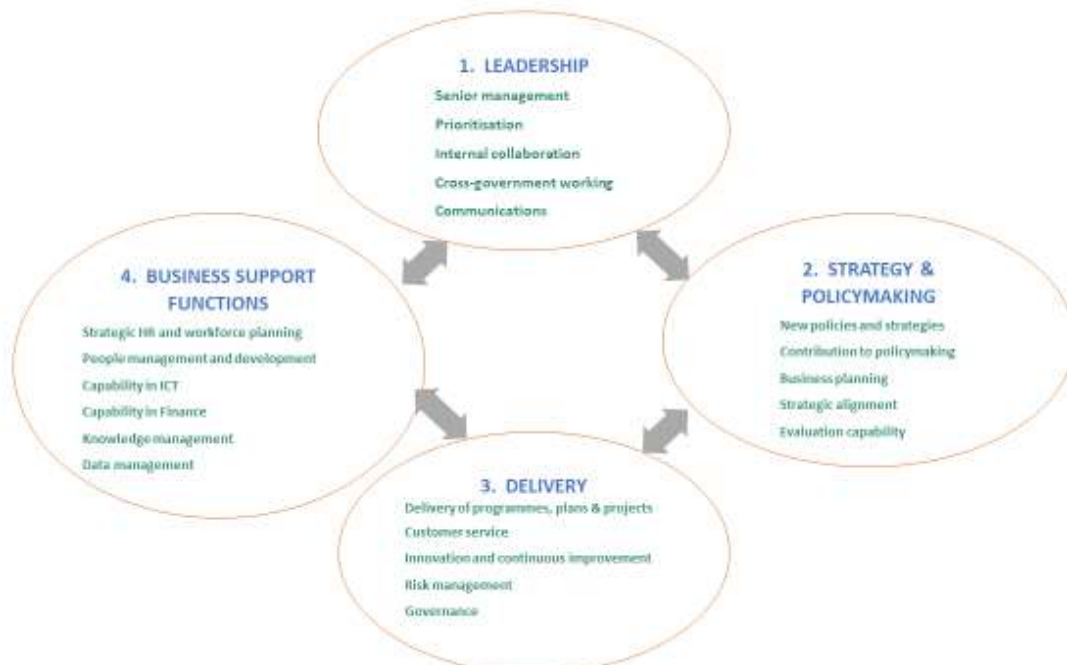 1. LEADERSHIP
Senior management
Prioritisation
Internal collaboration
Cross-government working
Communications
2. STRATEGY &
POLICYMAKING
New policies and strategies
Contribution to policymaking
Business planning
Strategic alignment
Evaluation capability
3. DELIVERY
Delivery of programmes, plans & projects
Customer service
Innovation and continuous improvement
Risk management
Governance
4. BUSINESS SUPPORT
FUNCTIONS
Strategic HR and workforce planning
People management and development
Capability in ICT
Capability in Finance
Knowledge management
Data management